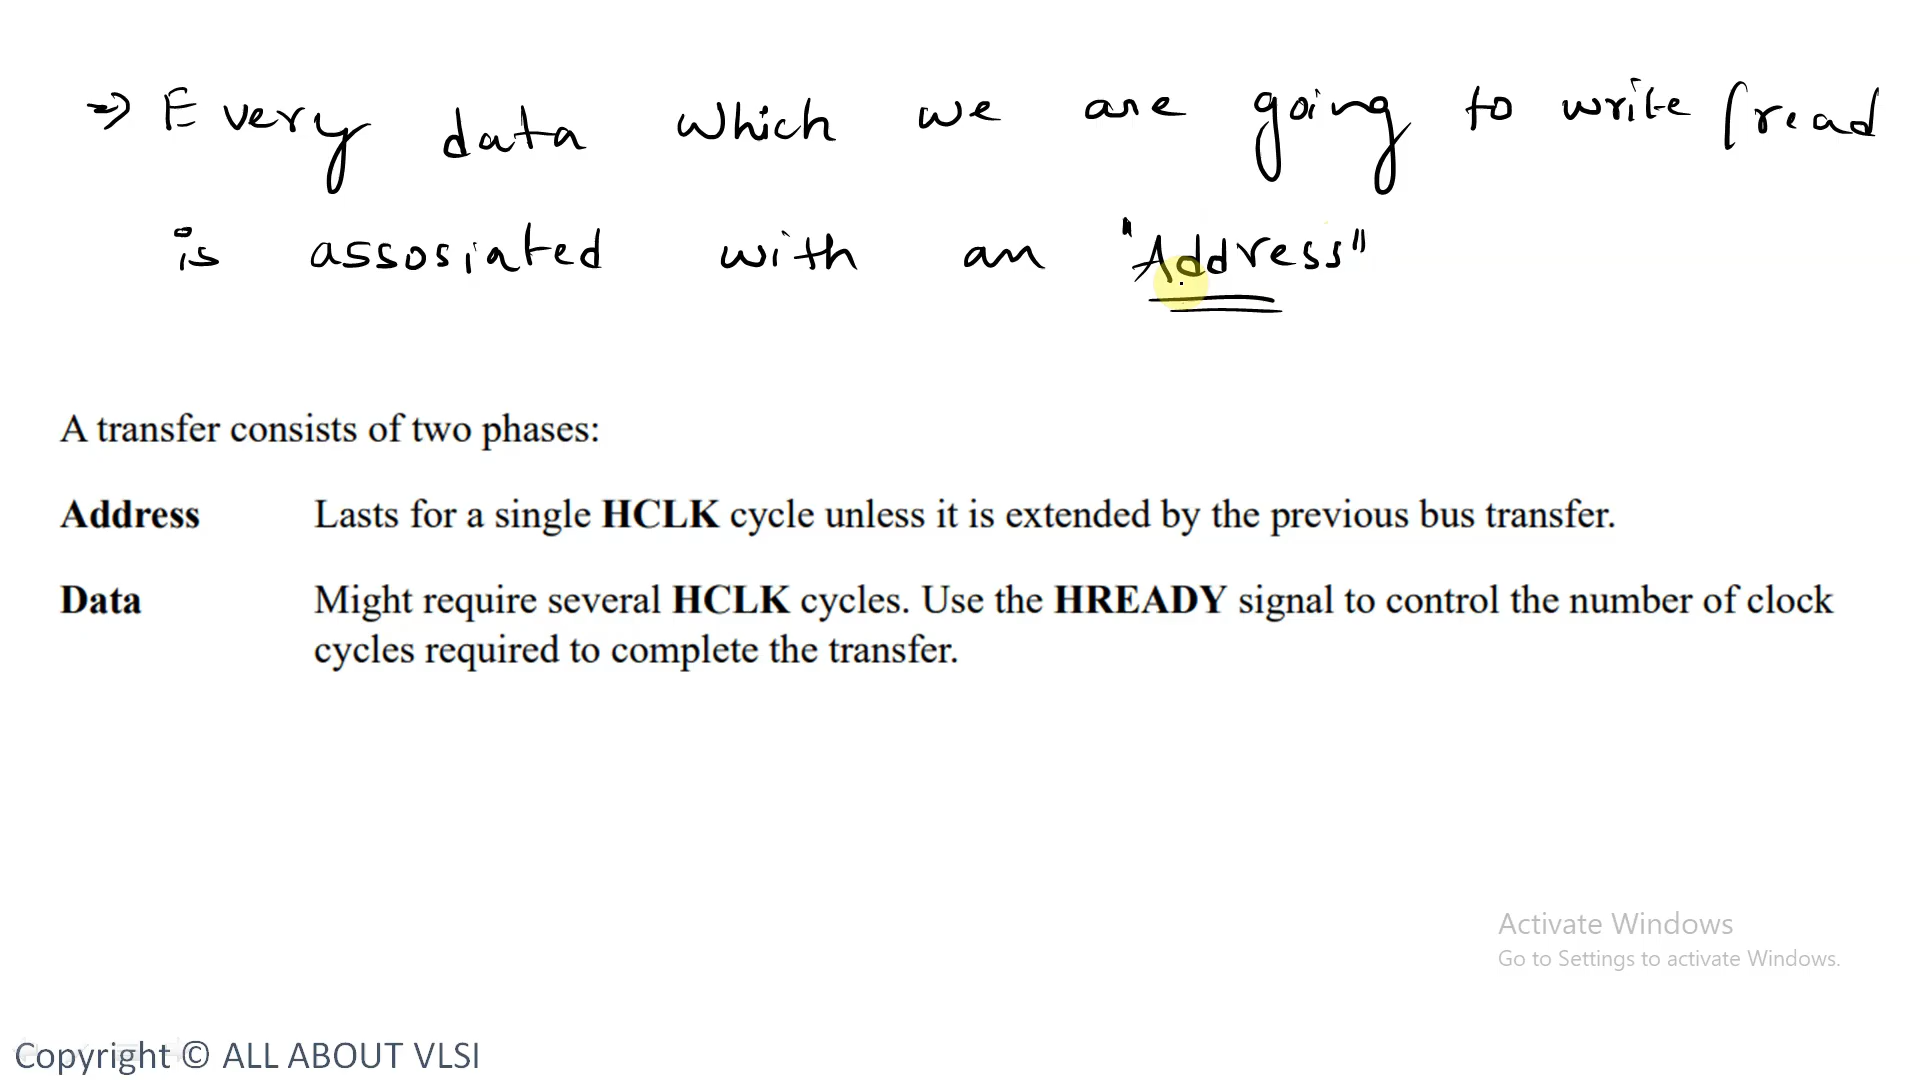 ⇒ Every data which we are going to write / read
is assosiated with an "Address"
A transfer consists of two phases:
Address Lasts for a single HCLK cycle unless it is extended by the previous bus transfer.
Data Might require several HCLK cycles. Use the HREADY signal to control the number of clock
cycles required to complete the transfer.
Activate Windows
Go to Settings to activate Windows.
Copyright © ALL ABOUT VLSI